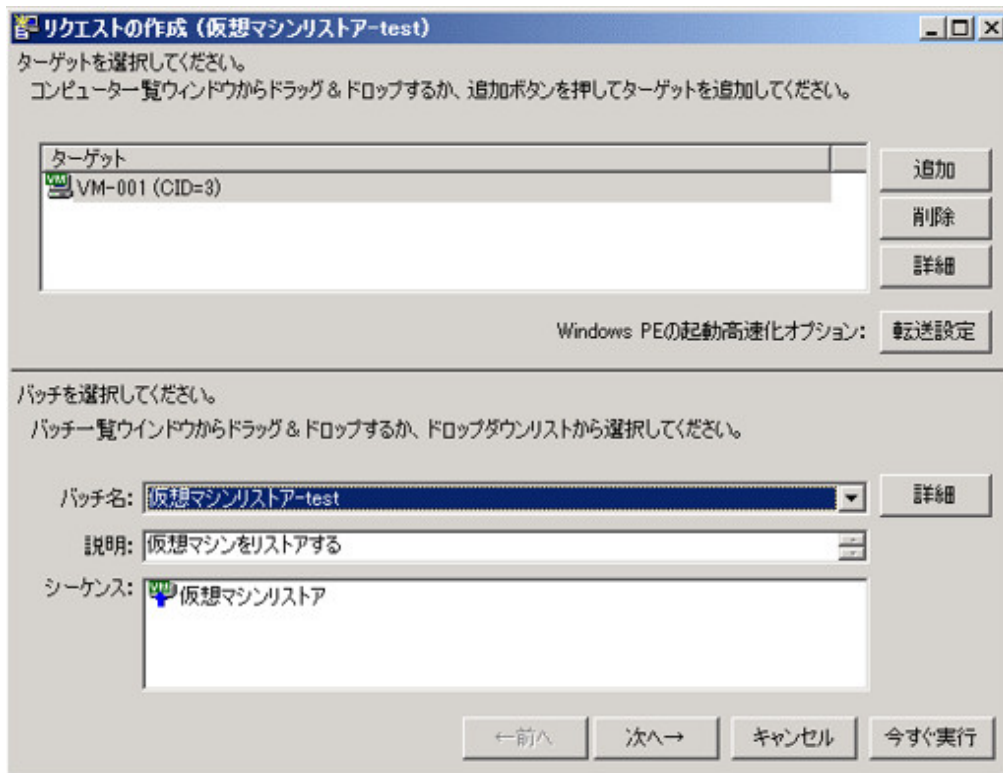 リクエストの作成（仮想マシンリストア-test）
ターゲットを選択してください。
コンピューター覧ウィンドウからドラッグ＆ドロップするか、追加ボタンを押してターゲットを追加してください。
ターゲット
VM-001 (CID=3)
追加
削除
詳細
Windows PEの起動高速化オプション:
転送設定
バッチを選択してください。
バッチ一覧ウインドウからドラッグ＆ドロップするか、ドロップダウンリストから選択してください。
バッチ名:
仮想マシンリストア-test
詳細
説明:
仮想マシンをリストアする
シーケンス:
VM
仮想マシンリストア
←前へ
次へ→
キャンセル
今すぐ実行